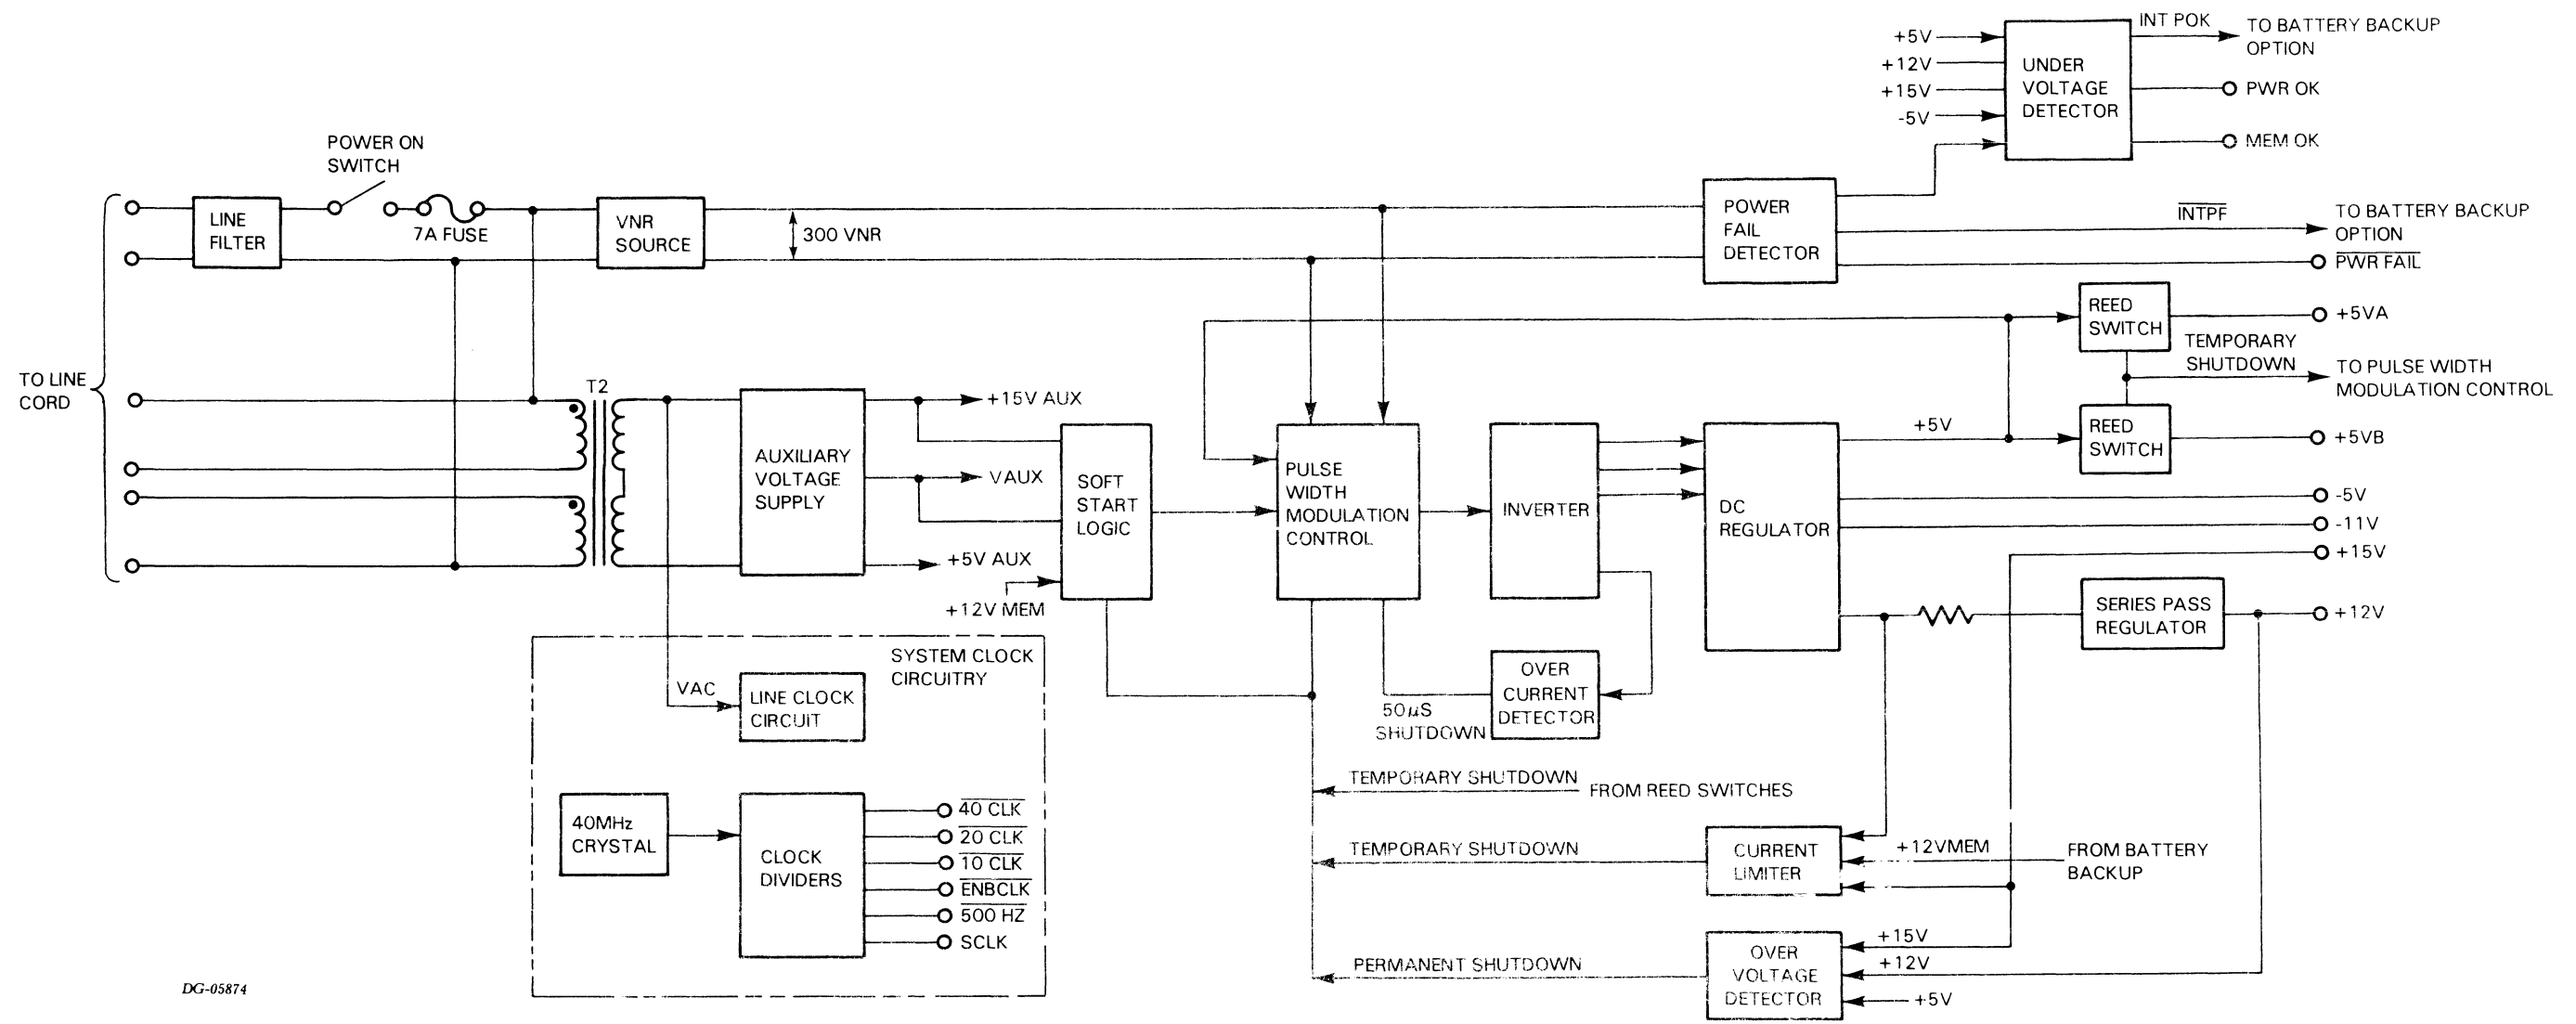 INT POK
TO BATTERY BACKUP
OPTION
+5V
+12V
+15V
-5V
UNDER
VOLTAGE
DETECTOR
PWR OK
MEM OK
POWER ON
SWITCH
LINE
FILTER
7A FUSE
VNR
SOURCE
300 VNR
POWER
FAIL
DETECTOR
INTPF
TO BATTERY BACKUP
OPTION
PWR FAIL
REED
SWITCH
+5VA
TEMPORARY
SHUTDOWN
TO PULSE WIDTH
MODULATION CONTROL
TO LINE
CORD
T2
AUXILIARY
VOLTAGE
SUPPLY
+15V AUX
VAUX
+5V AUX
+12V MEM
SOFT
START
LOGIC
PULSE
WIDTH
MODULATION
CONTROL
INVERTER
DC
REGULATOR
+5V
REED
SWITCH
+5VB
-5V
-11V
+15V
SERIES PASS
REGULATOR
+12V
SYSTEM CLOCK
CIRCUITRY
VAC
LINE CLOCK
CIRCUIT
OVER
CURRENT
DETECTOR
50μS
SHUTDOWN
TEMPORARY SHUTDOWN
FROM REED SWITCHES
40MHz
CRYSTAL
CLOCK
DIVIDERS
40 CLK
20 CLK
10 CLK
ENBCLK
500 HZ
SCLK
TEMPORARY SHUTDOWN
CURRENT
LIMITER
+12VMEM
FROM BATTERY
BACKUP
PERMANENT SHUTDOWN
OVER
VOLTAGE
DETECTOR
+15V
+12V
+5V
DG-05874